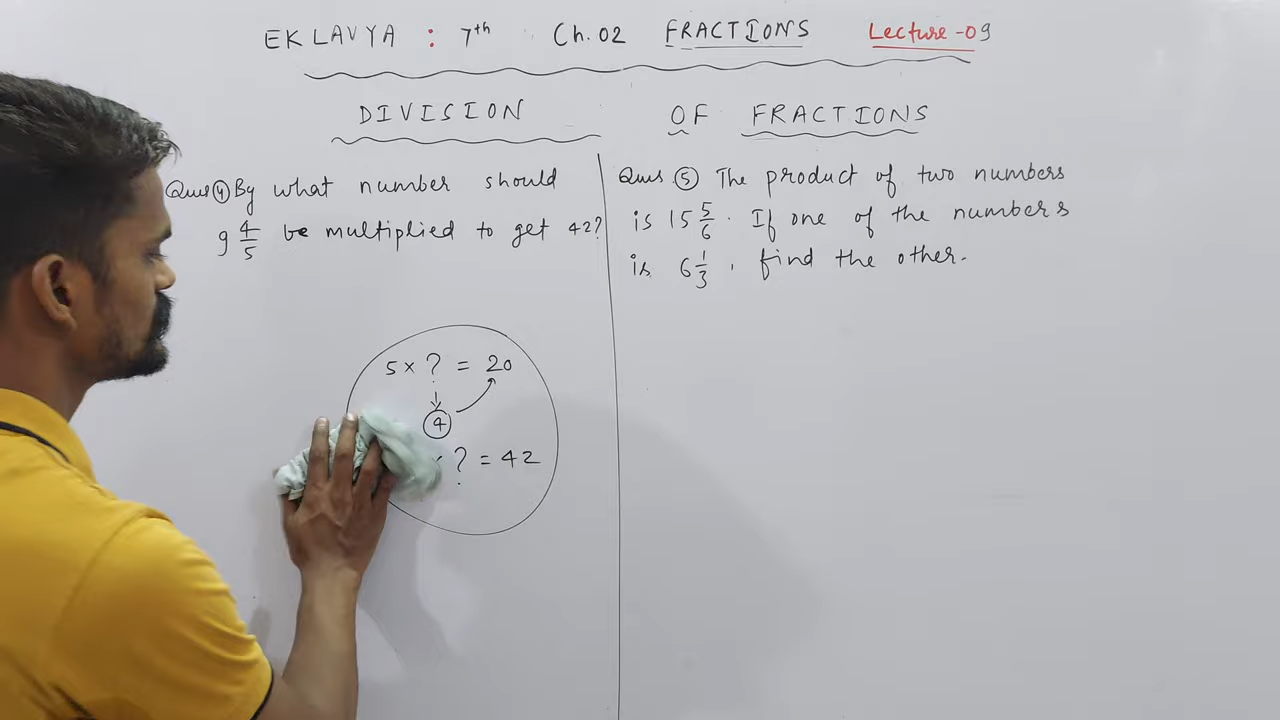 EKLAVYA : 7th Ch. 02 FRACTIONS Lecture - 09
DIVISION OF FRACTIONS
Ques ④ By what number should
9 4/5 be multiplied to get 42?
5 × ? = 20
④
× ? = 42
Ques ⑤ The product of two numbers
is 15 5/6. If one of the numbers
is 6 1/3, find the other.